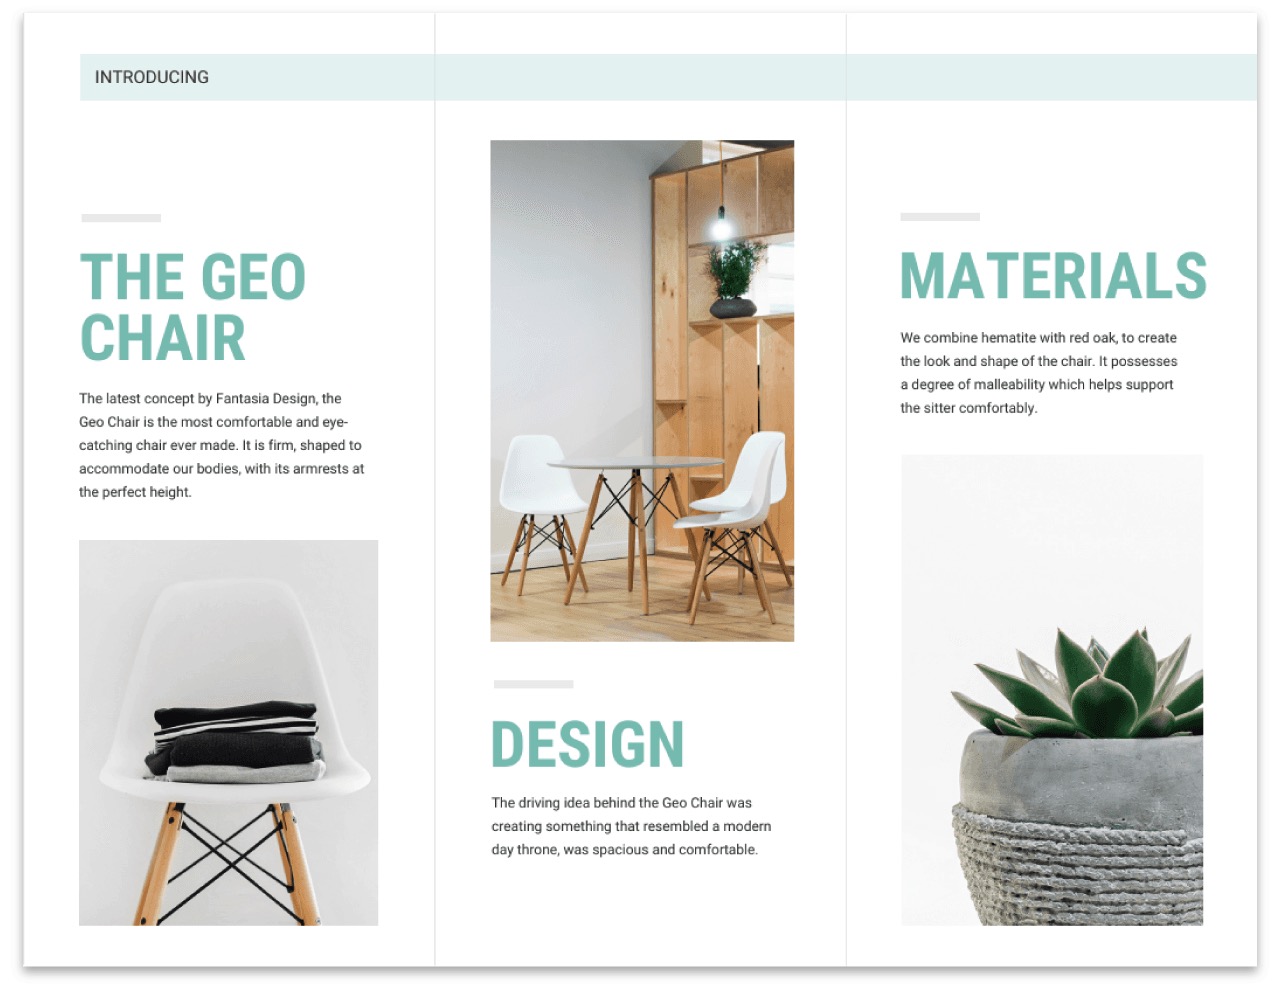 INTRODUCING
THE GEO
CHAIR
The latest concept by Fantasia Design, the
Geo Chair is the most comfortable and eye-
catching chair ever made. It is firm, shaped to
accommodate our bodies, with its armrests at
the perfect height.
DESIGN
The driving idea behind the Geo Chair was
creating something that resembled a modern
day throne, was spacious and comfortable.
MATERIALS
We combine hematite with red oak, to create
the look and shape of the chair. It possesses
a degree of malleability which helps support
the sitter comfortably.